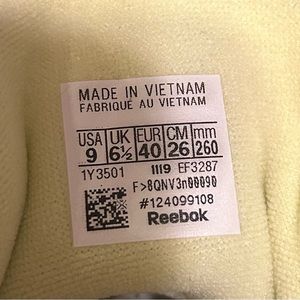 MADE IN VIETNAM
FABRIQUÉ AU VIETNAM
USA UK EUR CM mm
9 6½ 40 26 260
1Y3501 1119 EF3287
F>8QNV3n00090
#124099108
Reebok